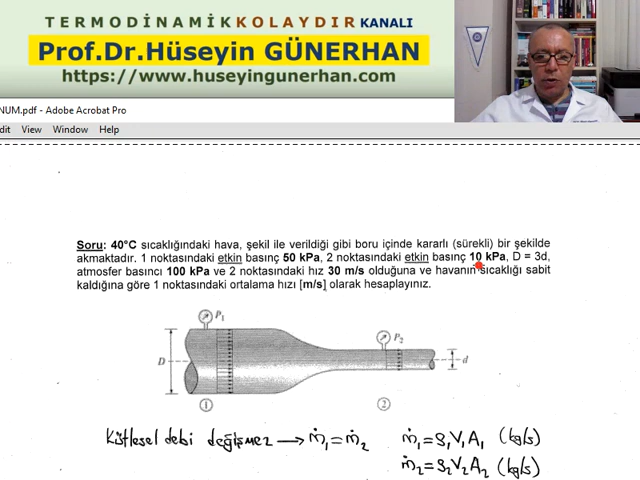 TERMODİNAMİKKOLAYDIR KANALI
Prof.Dr.Hüseyin GÜNERHAN
https://www.huseyingunerhan.com
NUM.pdf - Adobe Acrobat Pro
dit View Window Help
Soru: 40°C sıcaklığındaki hava, şekil ile verildiği gibi boru içinde kararlı (sürekli) bir şekilde
akmaktadır. 1 noktasındaki etkin basınç 50 kPa, 2 noktasındaki etkin basınç 10 kPa, D = 3d,
atmosfer basıncı 100 kPa ve 2 noktasındaki hız 30 m/s olduğuna ve havanın sıcaklığı sabit
kaldığına göre 1 noktasındaki ortalama hızı [m/s] olarak hesaplayınız.
P1
P2
D
d
1
2
Kütlesel debi değişmez → ṁ1 = ṁ2 ṁ1 = ρ1V1A1 (kg/s)
ṁ2 = ρ2V2A2 (kg/s)